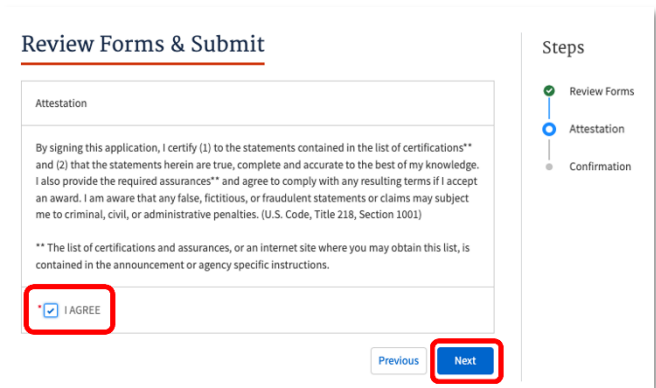 Review Forms & Submit
Attestation
By signing this application, I certify (1) to the statements contained in the list of certifications**
and (2) that the statements herein are true, complete and accurate to the best of my knowledge.
I also provide the required assurances** and agree to comply with any resulting terms if I accept
an award. I am aware that any false, fictitious, or fraudulent statements or claims may subject
me to criminal, civil, or administrative penalties. (U.S. Code, Title 218, Section 1001)
** The list of certifications and assurances, or an internet site where you may obtain this list, is
contained in the announcement or agency specific instructions.
* I AGREE
Previous
Next
Steps
Review Forms
Attestation
Confirmation